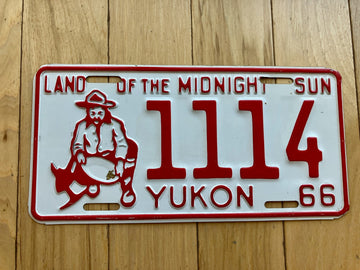 LAND OF THE MIDNIGHT SUN
1114
YUKON 66